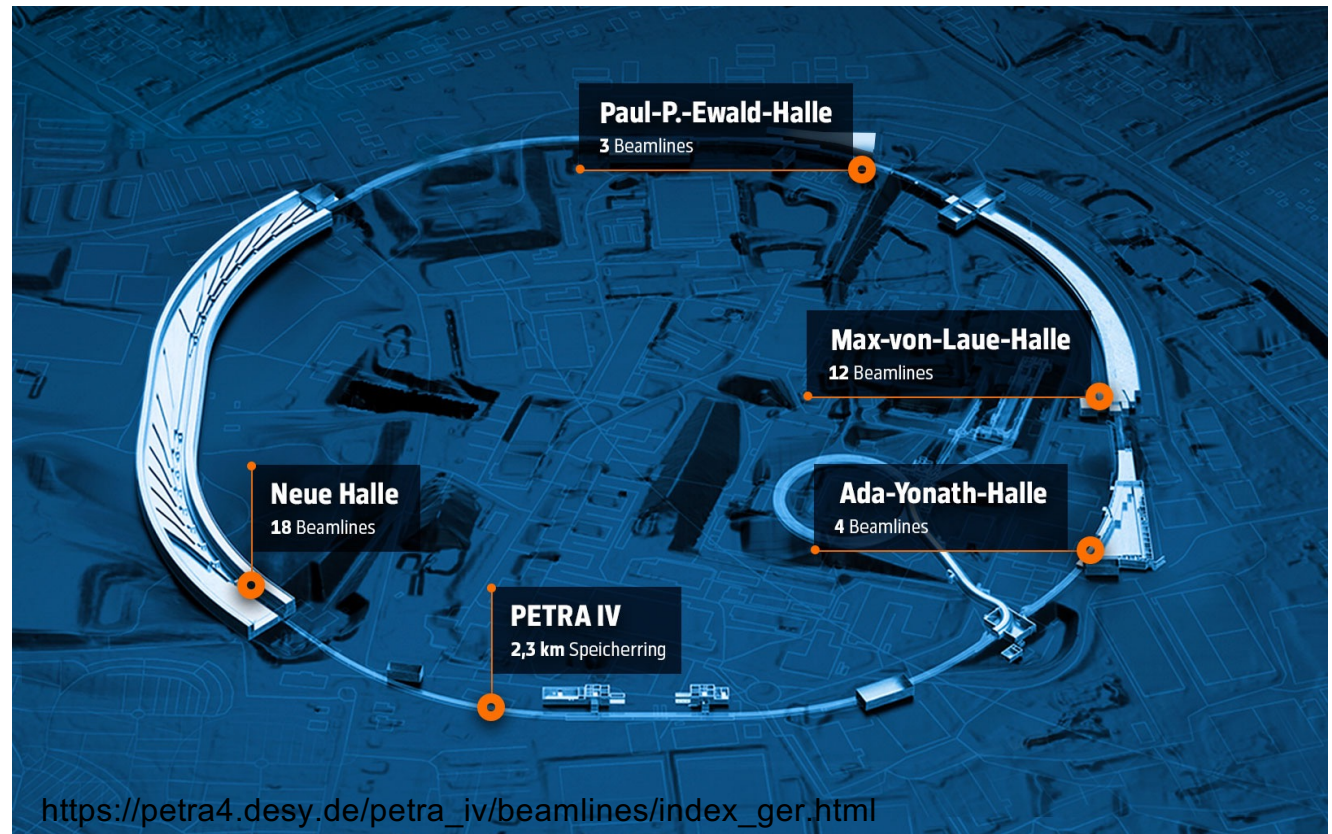 Paul-P.-Ewald-Halle
3 Beamlines
Max-von-Laue-Halle
12 Beamlines
Neue Halle
18 Beamlines
Ada-Yonath-Halle
4 Beamlines
PETRA IV
2,3 km Speicherring
https://petra4.desy.de/petra_iv/beamlines/index_ger.html